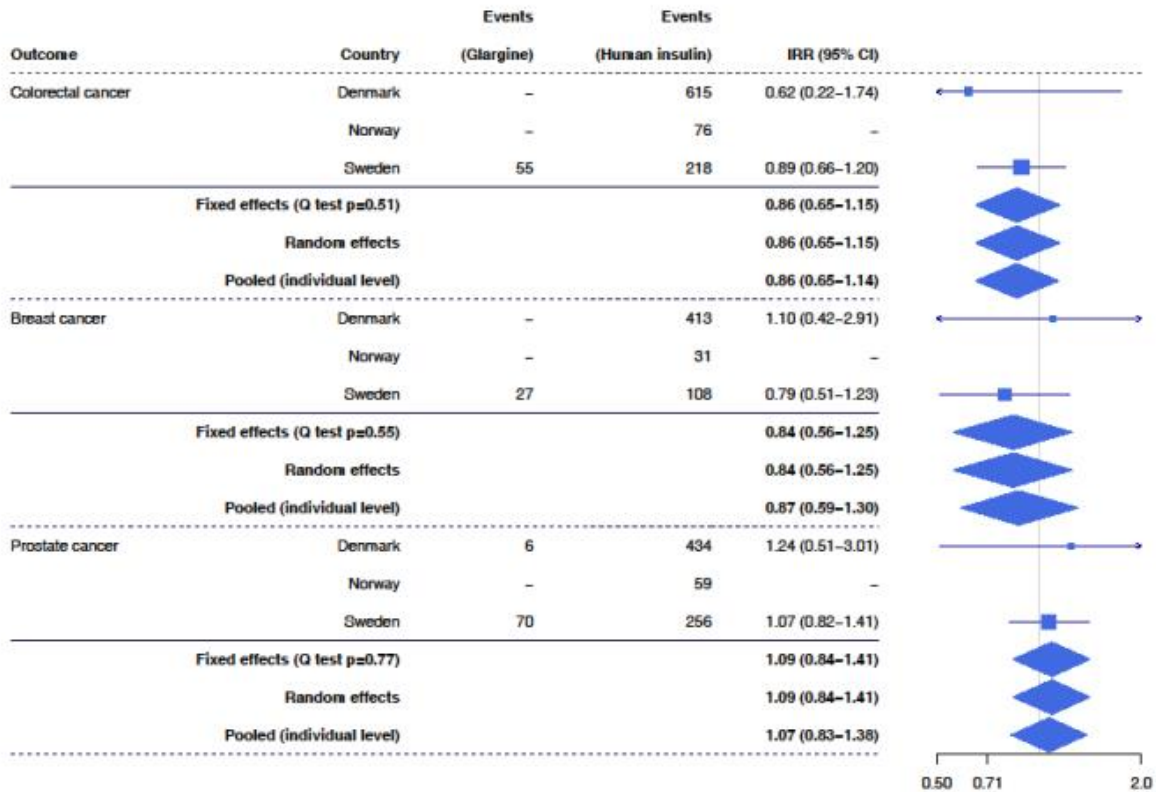 Events Events
Outcome Country (Glargine) (Human insulin) IRR (95% CI)
Colorectal cancer Denmark – 615 0.62 (0.22–1.74)
Norway – 76 –
Sweden 55 218 0.89 (0.66–1.20)
Fixed effects (Q test p=0.51) 0.86 (0.65–1.15)
Random effects 0.86 (0.65–1.15)
Pooled (individual level) 0.86 (0.65–1.14)
Breast cancer Denmark – 413 1.10 (0.42–2.91)
Norway – 31 –
Sweden 27 108 0.79 (0.51–1.23)
Fixed effects (Q test p=0.55) 0.84 (0.56–1.25)
Random effects 0.84 (0.56–1.25)
Pooled (individual level) 0.87 (0.59–1.30)
Prostate cancer Denmark 6 434 1.24 (0.51–3.01)
Norway – 59 –
Sweden 70 256 1.07 (0.82–1.41)
Fixed effects (Q test p=0.77) 1.09 (0.84–1.41)
Random effects 1.09 (0.84–1.41)
Pooled (individual level) 1.07 (0.83–1.38)
0.50 0.71 2.0